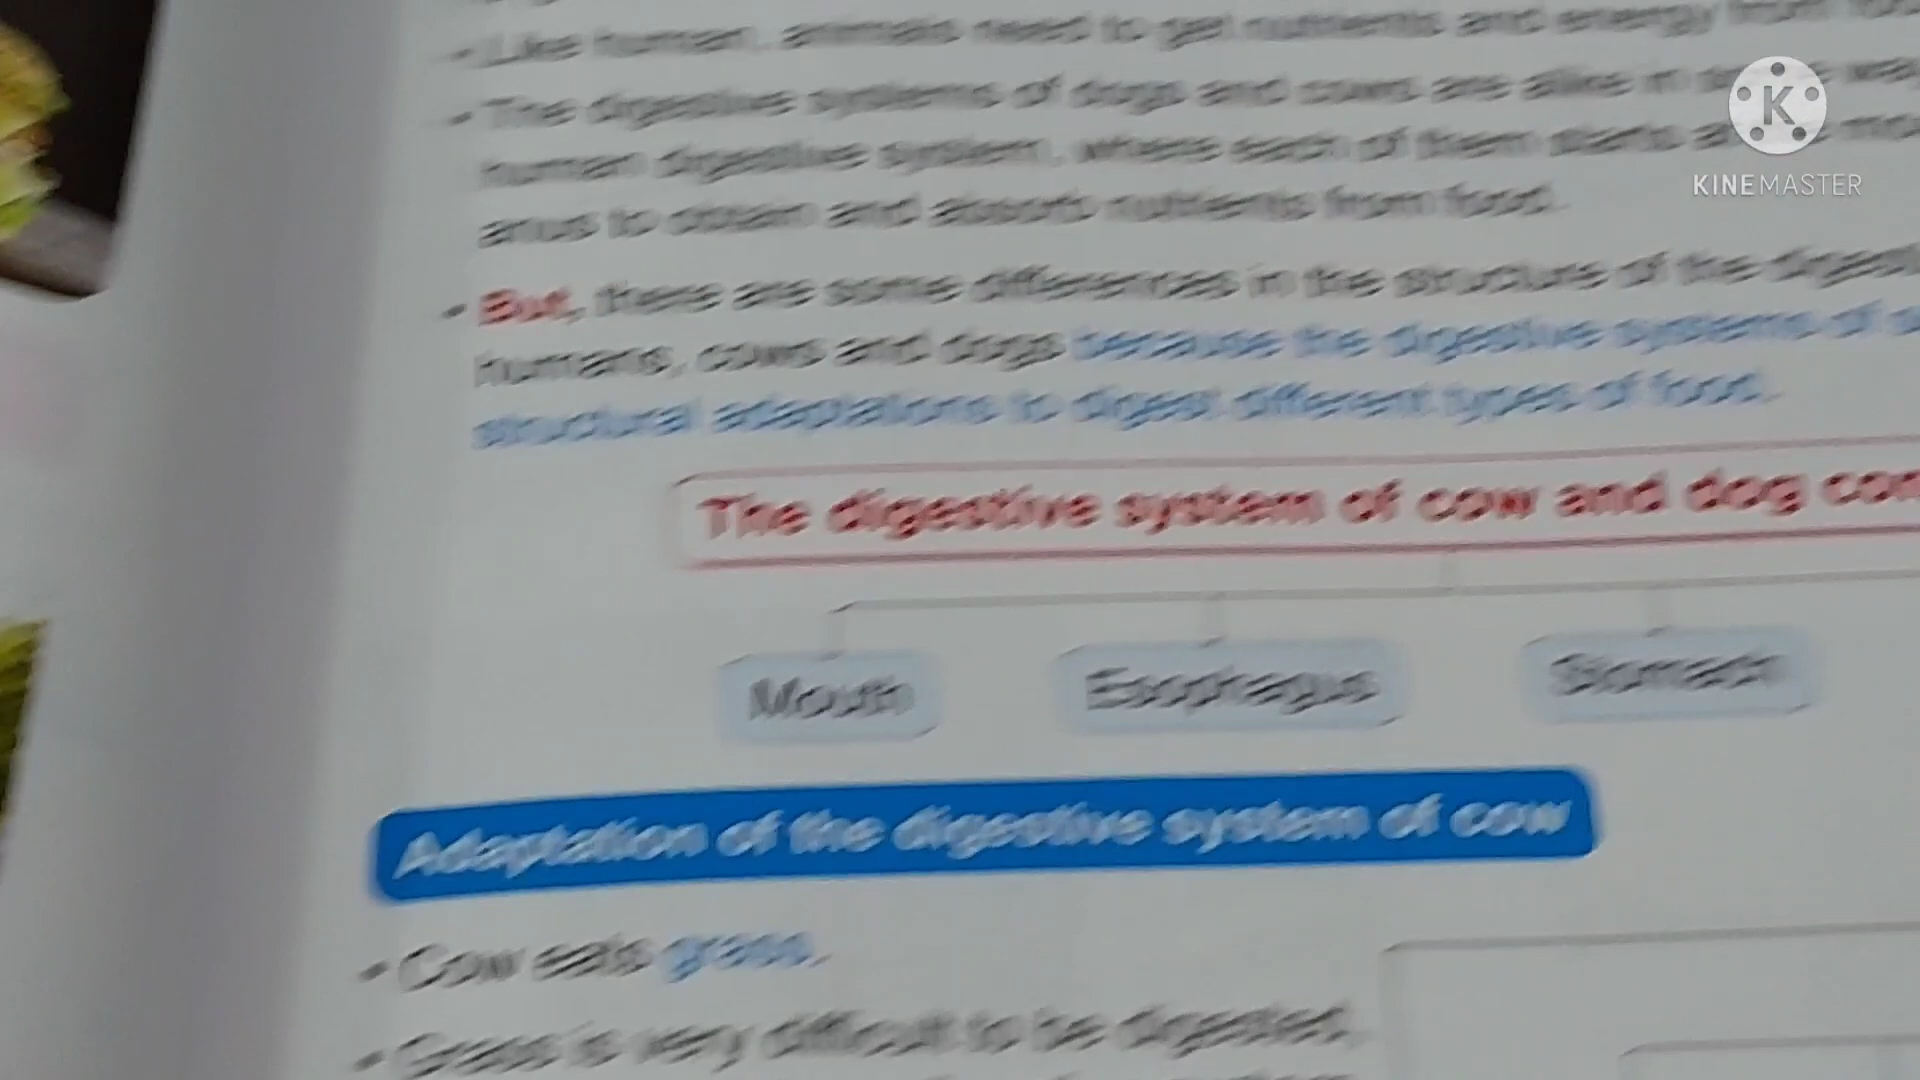 • Like human, animals need to get nutrients and energy from
• The digestive systems of dogs and cows are alike in
human digestive system, where each of them starts
anus to obtain and absorb nutrients from food.
• But, there are some differences in the structure of the
humans, cows and dogs because the digestive systems of
structural adaptations to digest different types of food.
The digestive system of cow and dog
Mouth
Esophagus
Stomach
Adaptation of the digestive system of cow
• Cow eats grass.
• Grass is very difficult to be digested,
K
KINEMASTER